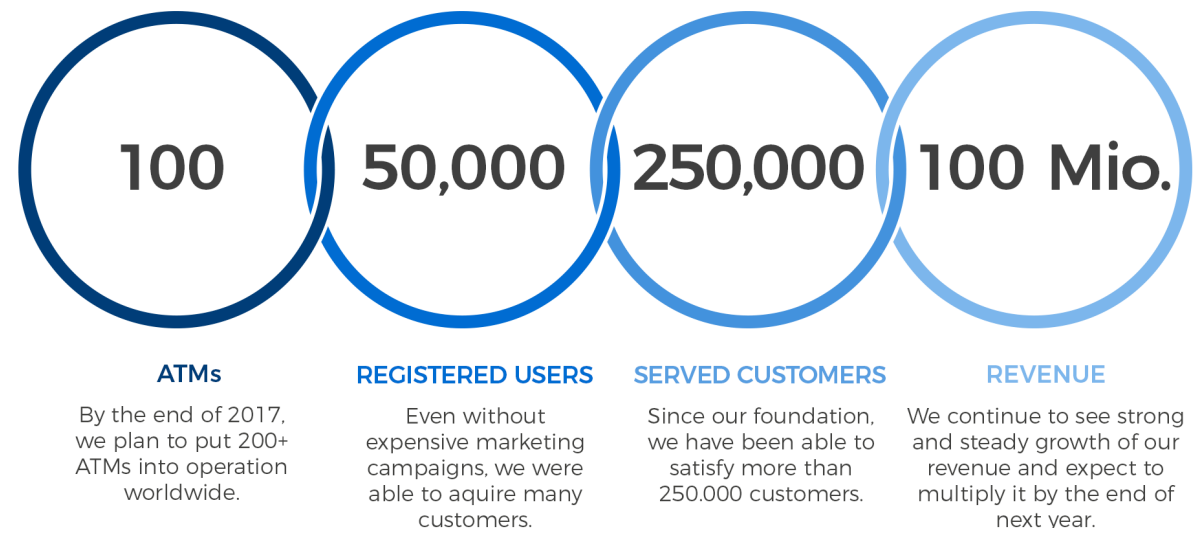 100
50,000
250,000
100 Mio.
ATMs
By the end of 2017,
we plan to put 200+
ATMs into operation
worldwide.
REGISTERED USERS
Even without
expensive marketing
campaigns, we were
able to aquire many
customers.
SERVED CUSTOMERS
Since our foundation,
we have been able to
satisfy more than
250.000 customers.
REVENUE
We continue to see strong
and steady growth of our
revenue and expect to
multiply it by the end of
next year.